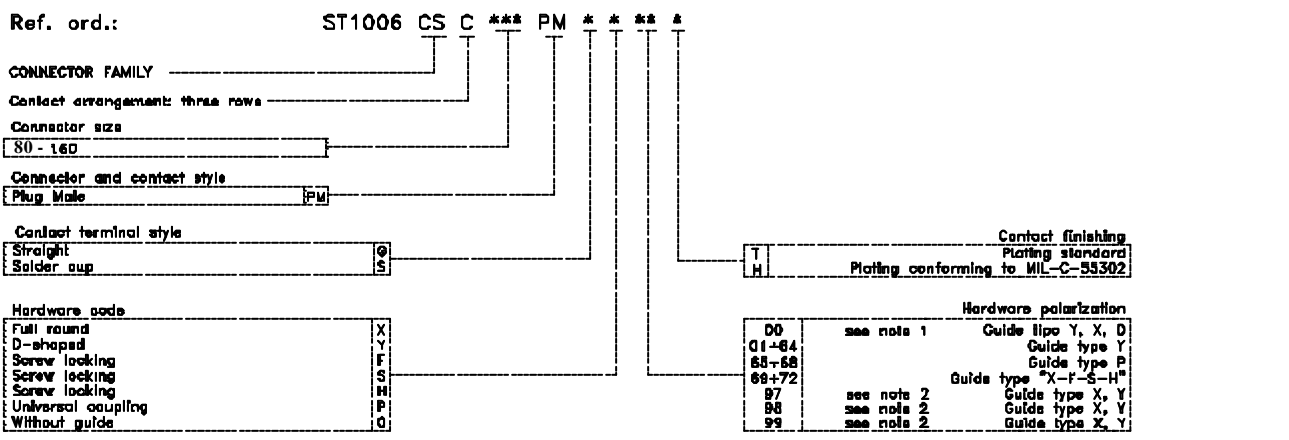 Ref. ord.: ST1006 CS C *** PM * * ** *
CONNECTOR FAMILY
Contact arrangement: three rows
Connector size
80 - 160
Connector and contact style
Plug Male PM
Contact terminal style
Straight
Solder cup S
Hardware code
Full round X
D-shaped Y
Screw locking F
Screw locking S
Screw locking H
Universal coupling P
Without guide
Contact finishing
T Plating standard
H Plating conforming to MIL-C-55302
Hardware polarization
see note 1 Guide tipo Y, X,
01÷64 Guide type Y
65÷68 Guide type P
69÷72 Guide type "X-F-S-H"
97 see note 2 Guide type X, Y
98 see note 2 Guide type X, Y
99 see note 2 Guide type X, Y